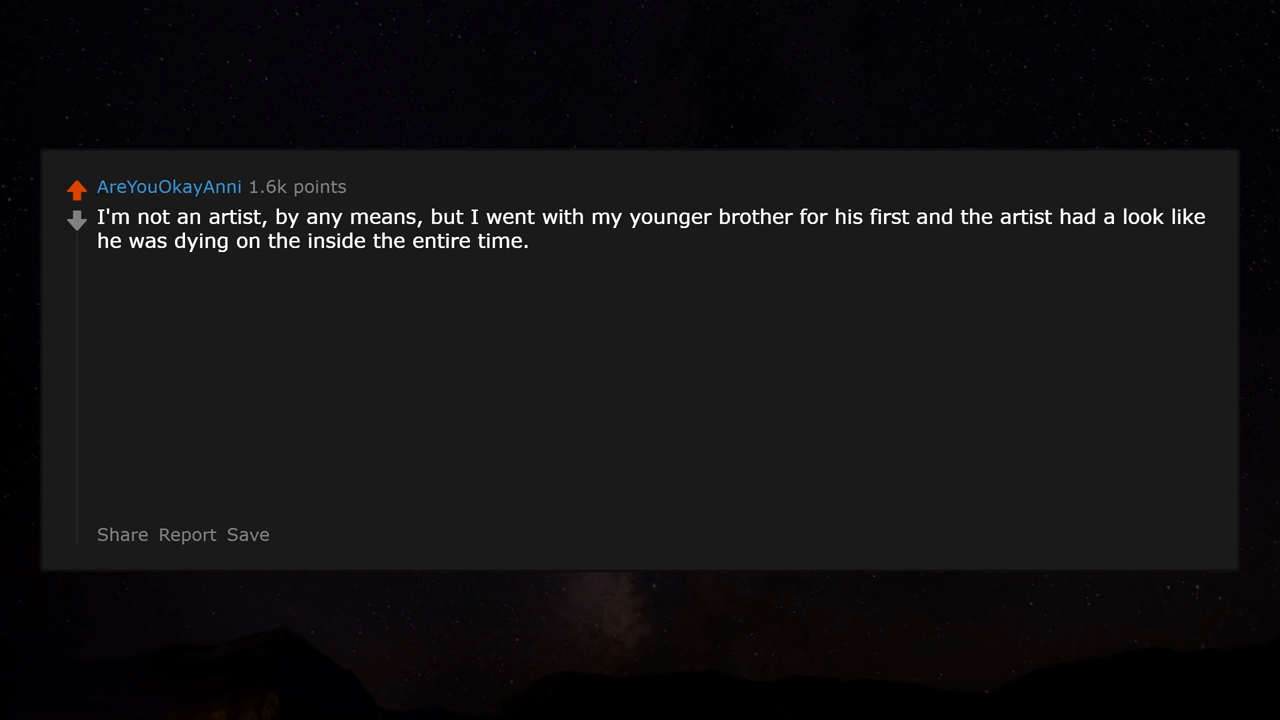 AreYouOkayAnni 1.6k points
I'm not an artist, by any means, but I went with my younger brother for his first and the artist had a look like
he was dying on the inside the entire time.
Share Report Save